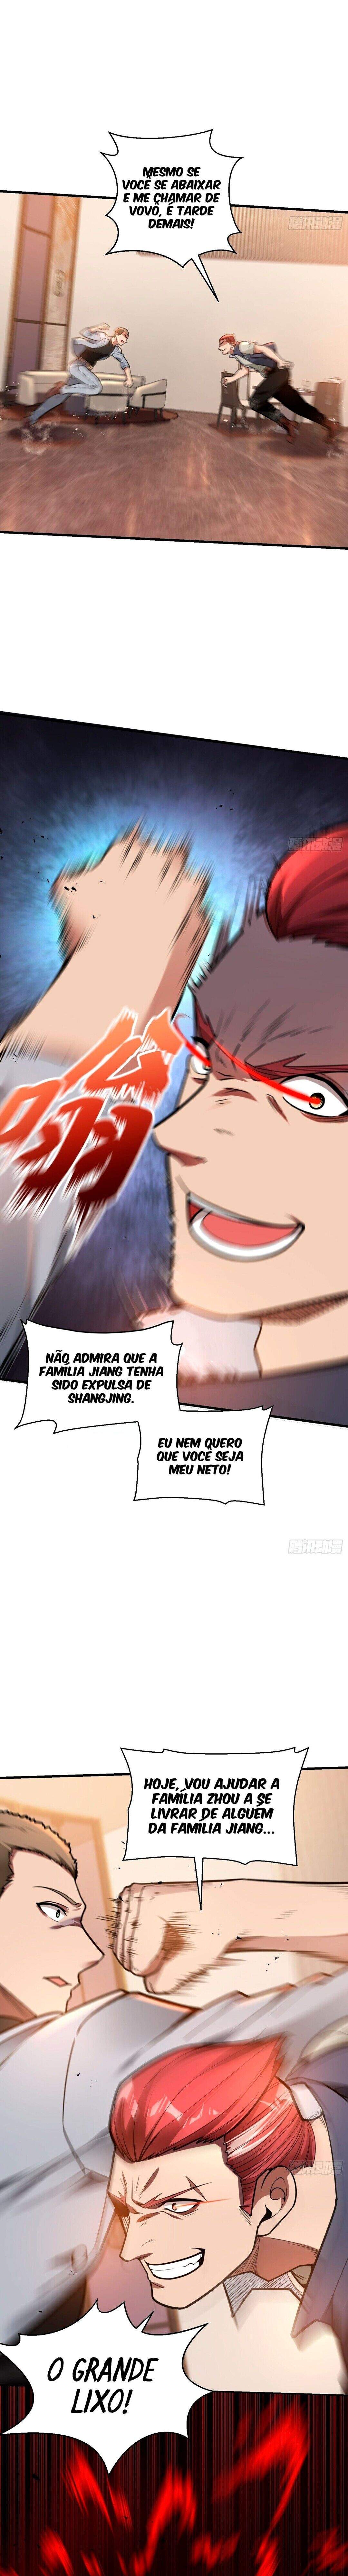 MESMO SE
VOCÊ SE ABAIXAR
E ME CHAMAR DE
VOVÔ, É TARDE
DEMAIS!
NÃO ADMIRA QUE A
FAMÍLIA JIANG TENHA
SIDO EXPULSA DE
SHANGJING.
EU NEM QUERO
QUE VOCÊ SEJA
MEU NETO!
HOJE, VOU AJUDAR A
FAMÍLIA ZHOU A SE
LIVRAR DE ALGUÉM
DA FAMÍLIA JIANG...
O GRANDE
LIXO!